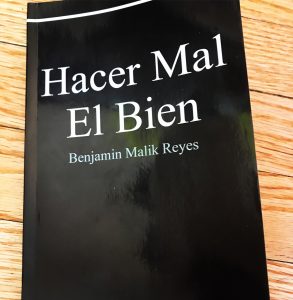 Hacer Mal
El Bien
Benjamin Malik Reyes